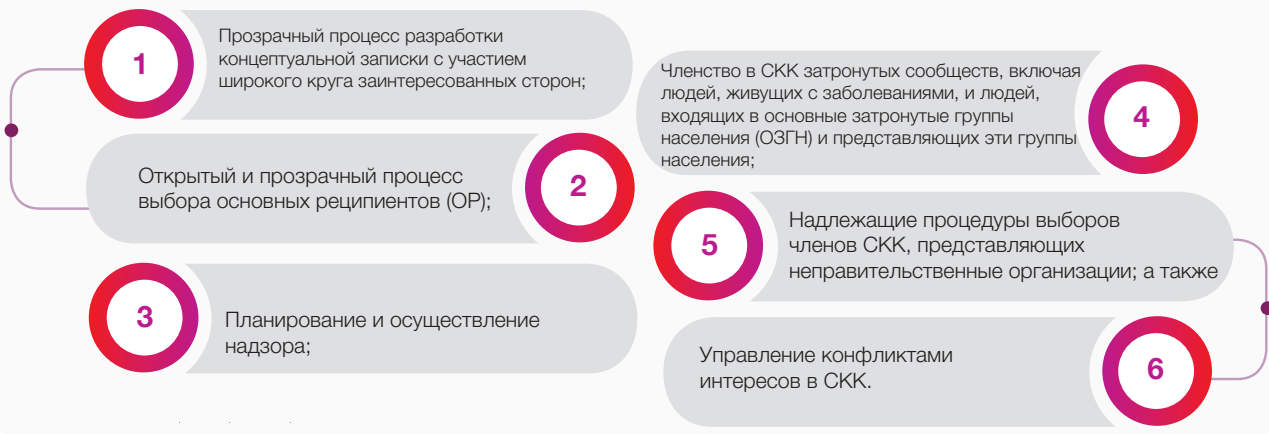 1
Прозрачный процесс разработки
концептуальной записки с участием
широкого круга заинтересованных сторон;
Открытый и прозрачный процесс
выбора основных реципиентов (ОР);
2
3
Планирование и осуществление
надзора;
Членство в СКК затронутых сообществ, включая
людей, живущих с заболеваниями, и людей,
входящих в основные затронутые группы
населения (ОЗГН) и представляющих эти группы
населения;
4
5
Надлежащие процедуры выборов
членов СКК, представляющих
неправительственные организации; а также
Управление конфликтами
интересов в СКК.
6